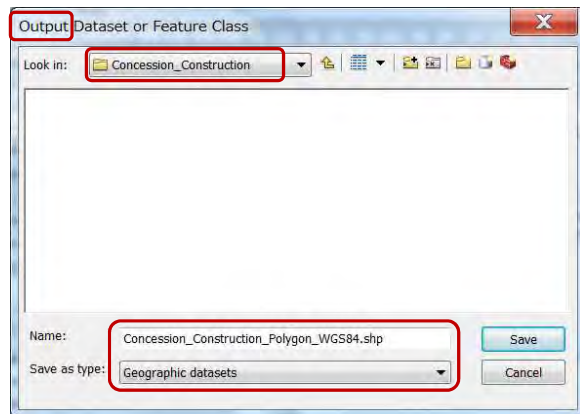 Output Dataset or Feature Class
Look in: Concession_Construction
Name: Concession_Construction_Polygon_WGS84.shp Save
Save as type: Geographic datasets Cancel